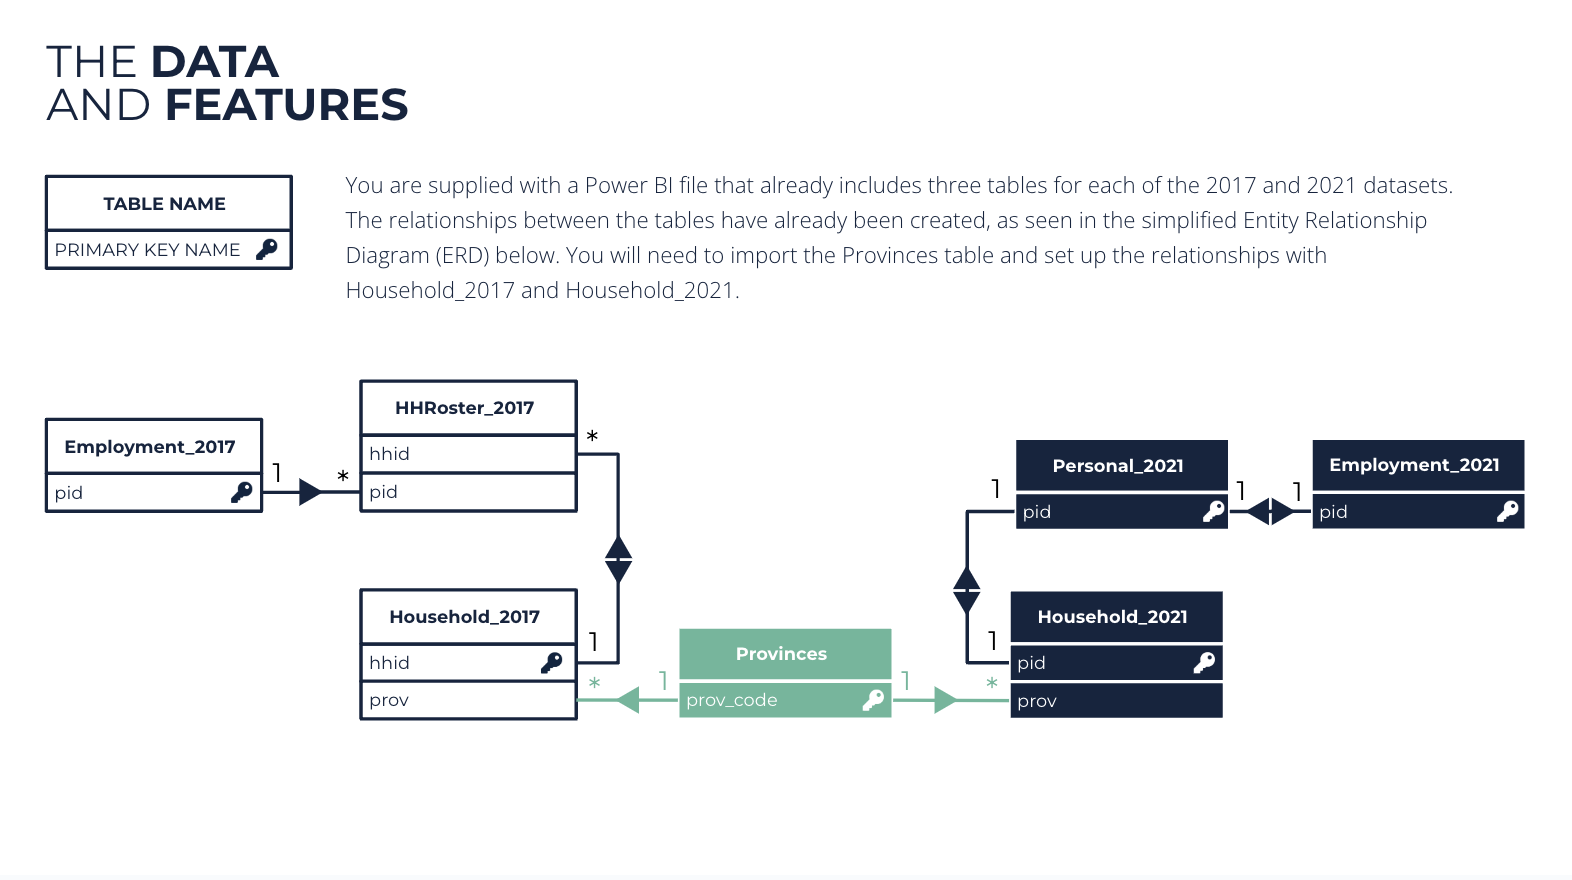 THE DATA
AND FEATURES
TABLE NAME
PRIMARY KEY NAME
You are supplied with a Power BI file that already includes three tables for each of the 2017 and 2021 datasets.
The relationships between the tables have already been created, as seen in the simplified Entity Relationship
Diagram (ERD) below. You will need to import the Provinces table and set up the relationships with
Household_2017 and Household_2021.
Employment_2017
pid
1
*
HHRoster_2017
hhid
pid
*
Household_2017
hhid
prov
1
*
1
Provinces
prov_code
1
*
Personal_2021
pid
1
1
1
Employment_2021
pid
Household_2021
pid
prov
1